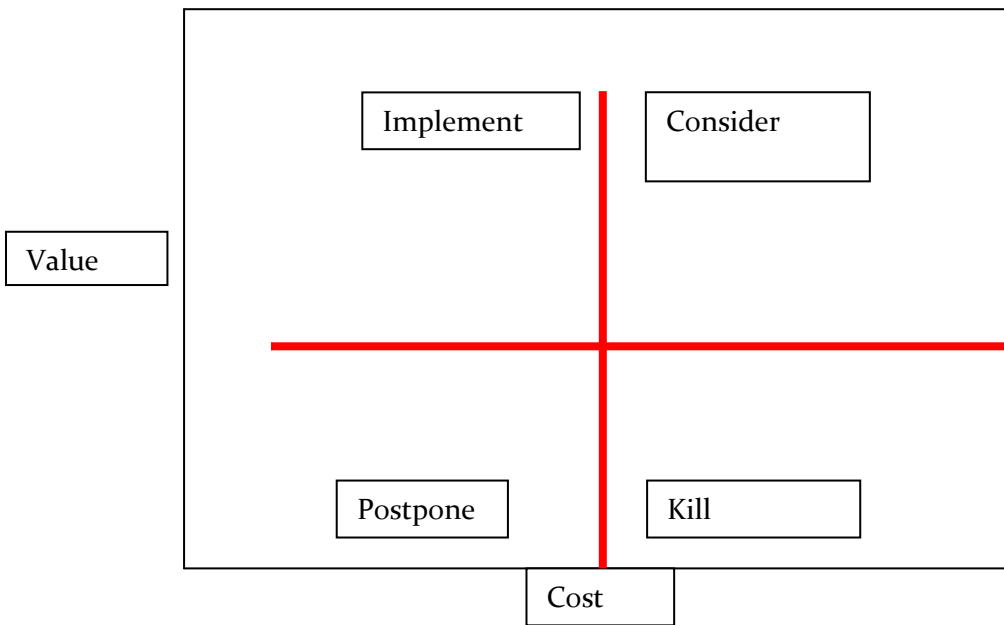 Implement
Consider
Value
Postpone
Kill
Cost